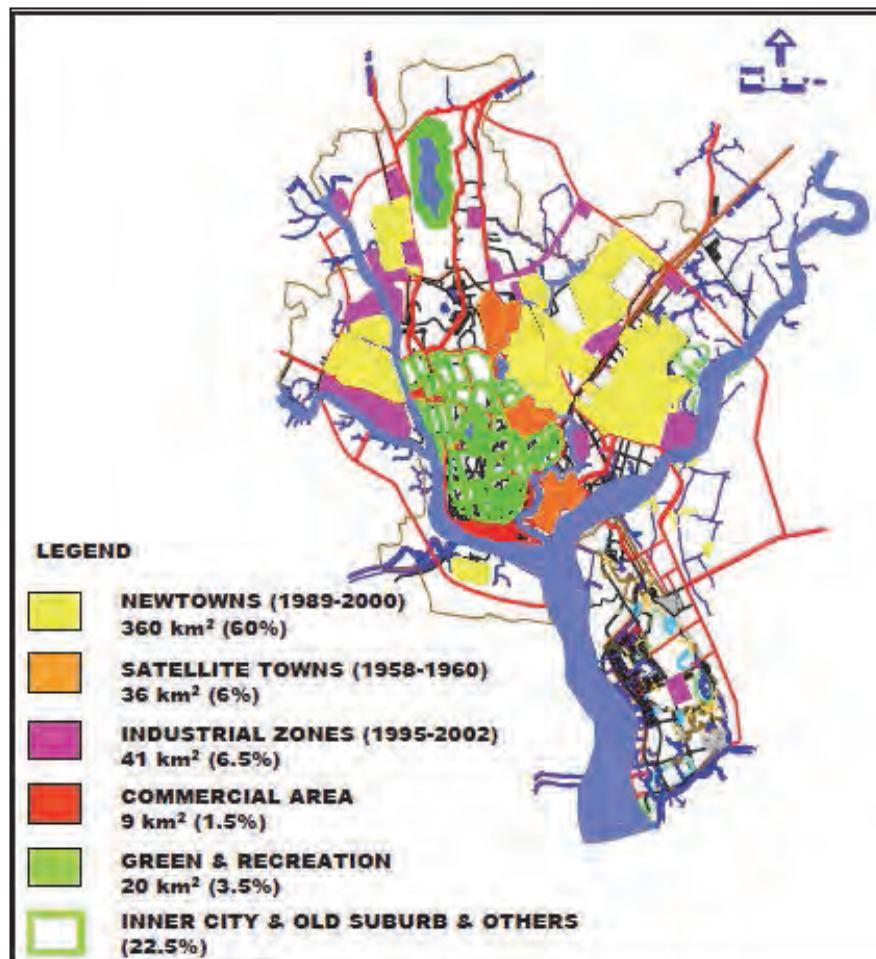 LEGEND
NEWTOWNS (1989-2000)
360 km² (60%)
SATELLITE TOWNS (1958-1960)
36 km² (6%)
INDUSTRIAL ZONES (1995-2002)
41 km² (6.5%)
COMMERCIAL AREA
9 km² (1.5%)
GREEN & RECREATION
20 km² (3.5%)
INNER CITY & OLD SUBURB & OTHERS
(22.5%)